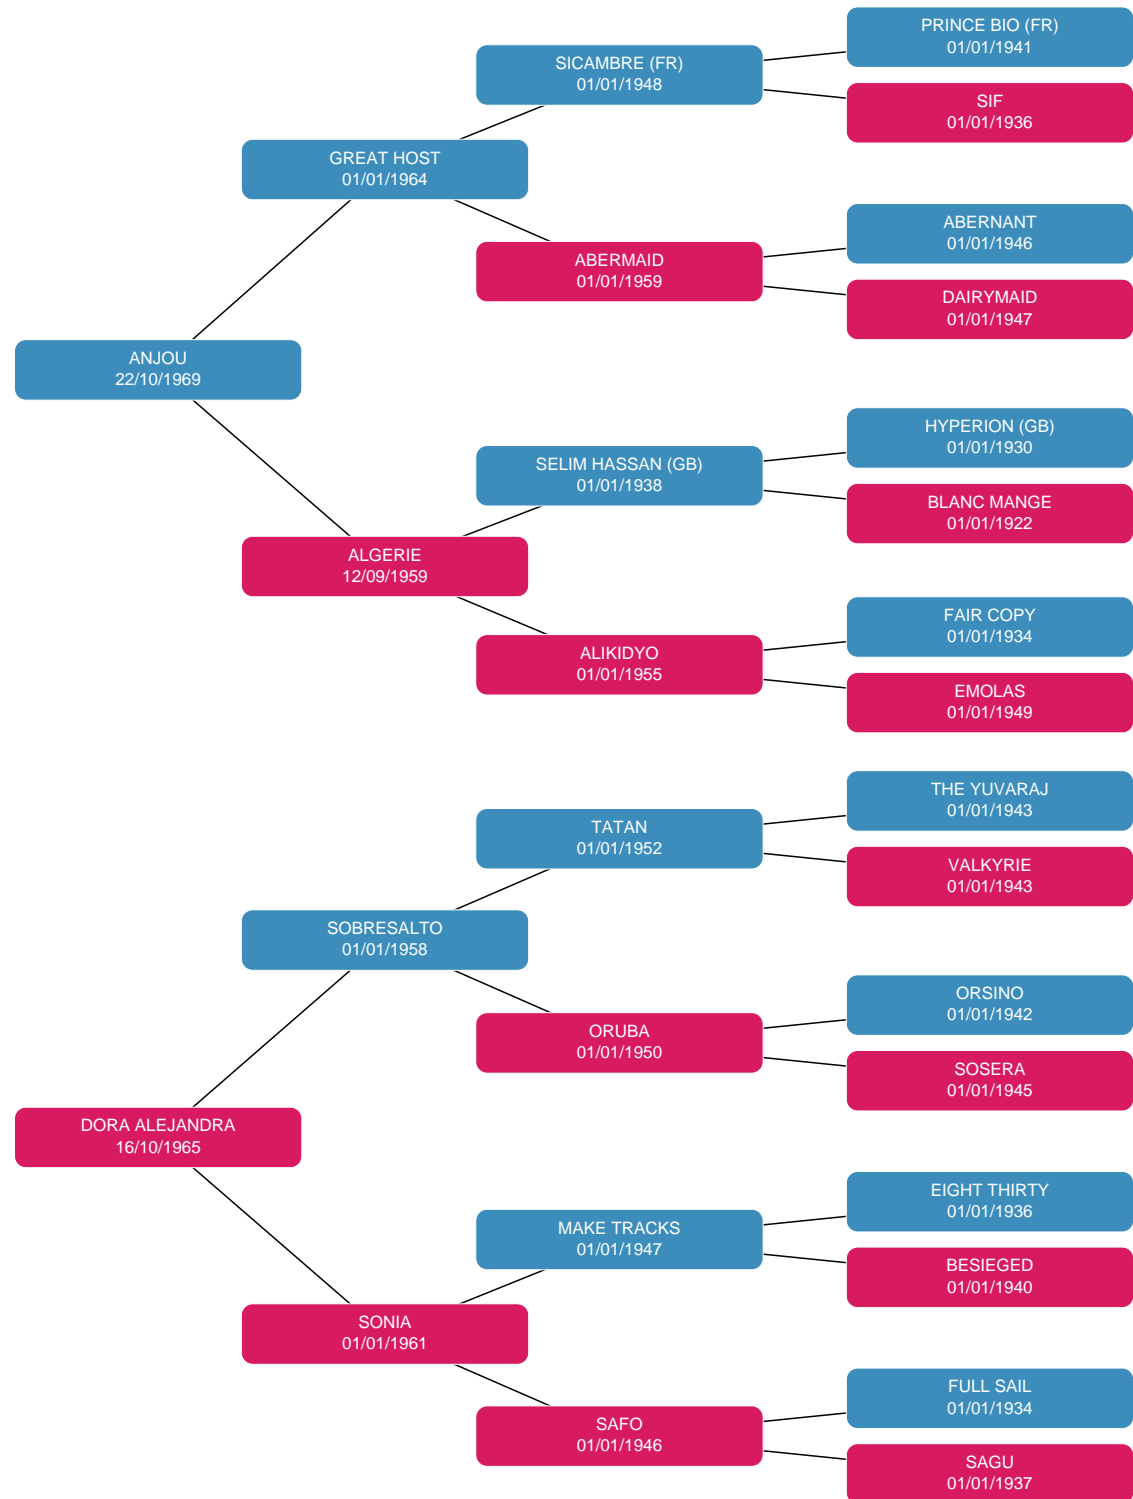 PRINCE BIO (FR)
01/01/1941
SICAMBRE (FR)
01/01/1948
SIF
01/01/1936
GREAT HOST
01/01/1964
ABERNANT
01/01/1946
ABERMAID
01/01/1959
DAIRYMAID
01/01/1947
ANJOU
22/10/1969
HYPERION (GB)
01/01/1930
SELIM HASSAN (GB)
01/01/1938
BLANC MANGE
01/01/1922
ALGERIE
12/09/1959
FAIR COPY
01/01/1934
ALIKIDYO
01/01/1955
EMOLAS
01/01/1949
THE YUVARAJ
01/01/1943
TATAN
01/01/1952
VALKYRIE
01/01/1943
SOBRESALTO
01/01/1958
ORSINO
01/01/1942
ORUBA
01/01/1950
SOSERA
01/01/1945
DORA ALEJANDRA
16/10/1965
EIGHT THIRTY
01/01/1936
MAKE TRACKS
01/01/1947
BESIEGED
01/01/1940
SONIA
01/01/1961
FULL SAIL
01/01/1934
SAFO
01/01/1946
SAGU
01/01/1937